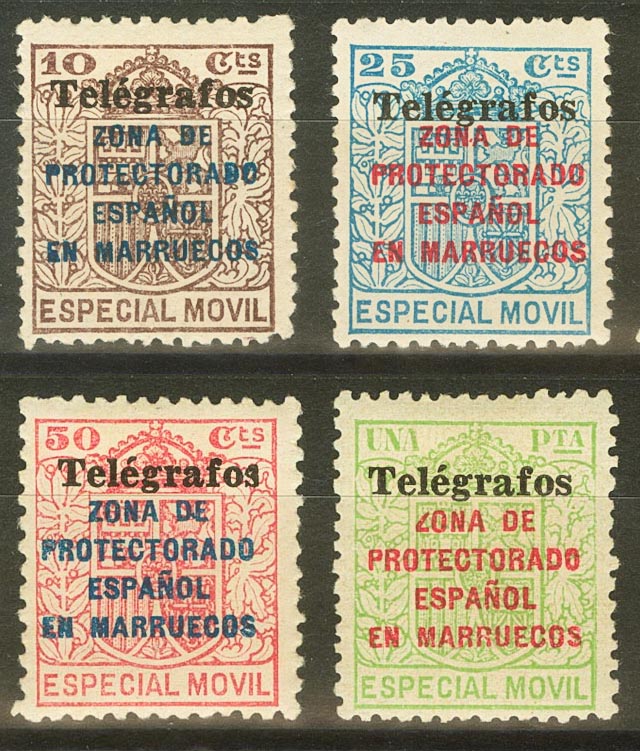 10 Cts
Telégrafos
ZONA DE
PROTECTORADO
ESPAÑOL
EN MARRUECOS
ESPECIAL MOVIL
25 Cts
Telégrafos
ZONA DE
PROTECTORADO
ESPAÑOL
EN MARRUECOS
ESPECIAL MOVIL
50 Cts
Telégrafos
ZONA DE
PROTECTORADO
ESPAÑOL
EN MARRUECOS
ESPECIAL MOVIL
UNA PTA
Telégrafos
ZONA DE
PROTECTORADO
ESPAÑOL
EN MARRUECOS
ESPECIAL MOVIL